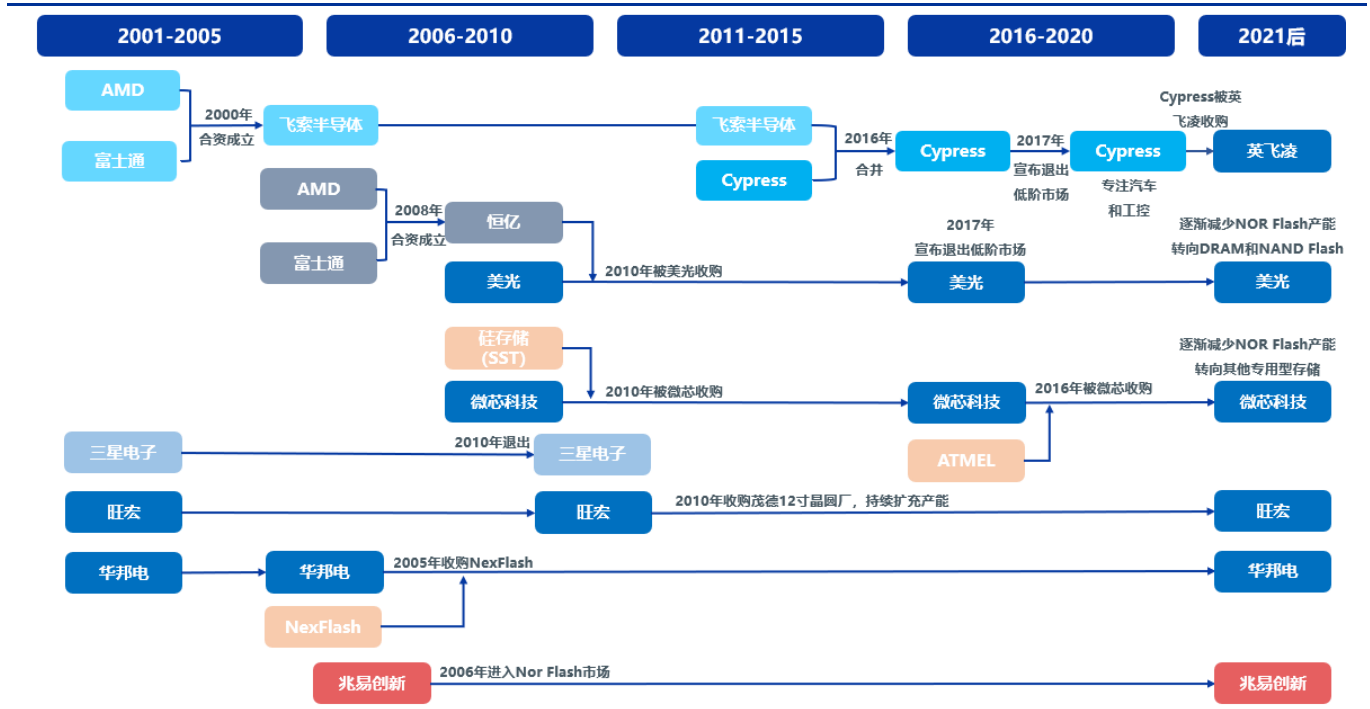 2001-2005
2006-2010
2011-2015
2016-2020
2021后
AMD
富士通
2000年
合资成立
飞索半导体
飞索半导体
Cypress
2016年
合并
Cypress
2017年
宣布退出
低阶市场
Cypress
专注汽车
和工控
Cypress被英
飞凌收购
英飞凌
AMD
富士通
2008年
合资成立
恒亿
美光
2010年被美光收购
2017年
宣布退出低阶市场
美光
逐渐减少NOR Flash产能
转向DRAM和NAND Flash
美光
硅存储
(SST)
微芯科技
2010年被微芯收购
微芯科技
ATMEL
2016年被微芯收购
逐渐减少NOR Flash产能
转向其他专用型存储
微芯科技
三星电子
2010年退出
三星电子
旺宏
旺宏
2010年收购茂德12寸晶圆厂，持续扩充产能
旺宏
华邦电
华邦电
2005年收购NexFlash
NexFlash
华邦电
兆易创新
2006年进入Nor Flash市场
兆易创新